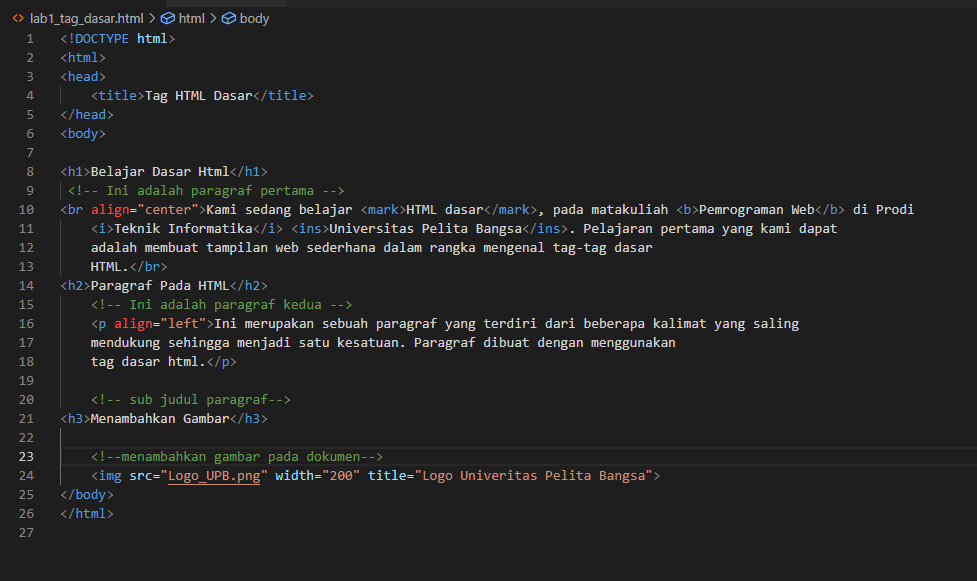 lab1_tag_dasar.html > html > body
1 <!DOCTYPE html>
2 <html>
3 <head>
4 <title>Tag HTML Dasar</title>
5 </head>
6 <body>
7
8 <h1>Belajar Dasar Html</h1>
9 <!-- Ini adalah paragraf pertama -->
10 <br align="center">Kami sedang belajar <mark>HTML dasar</mark>, pada matakuliah <b>Pemrograman Web</b> di Prodi
11 <i>Teknik Informatika</i> <ins>Universitas Pelita Bangsa</ins>. Pelajaran pertama yang kami dapat
12 adalah membuat tampilan web sederhana dalam rangka mengenal tag-tag dasar
13 HTML.</br>
14 <h2>Paragraf Pada HTML</h2>
15 <!-- Ini adalah paragraf kedua -->
16 <p align="left">Ini merupakan sebuah paragraf yang terdiri dari beberapa kalimat yang saling
17 mendukung sehingga menjadi satu kesatuan. Paragraf dibuat dengan menggunakan
18 tag dasar html.</p>
19
20 <!-- sub judul paragraf-->
21 <h3>Menambahkan Gambar</h3>
22
23 <!--menambahkan gambar pada dokumen-->
24 <img src="Logo_UPB.png" width="200" title="Logo Univeritas Pelita Bangsa">
25 </body>
26 </html>
27